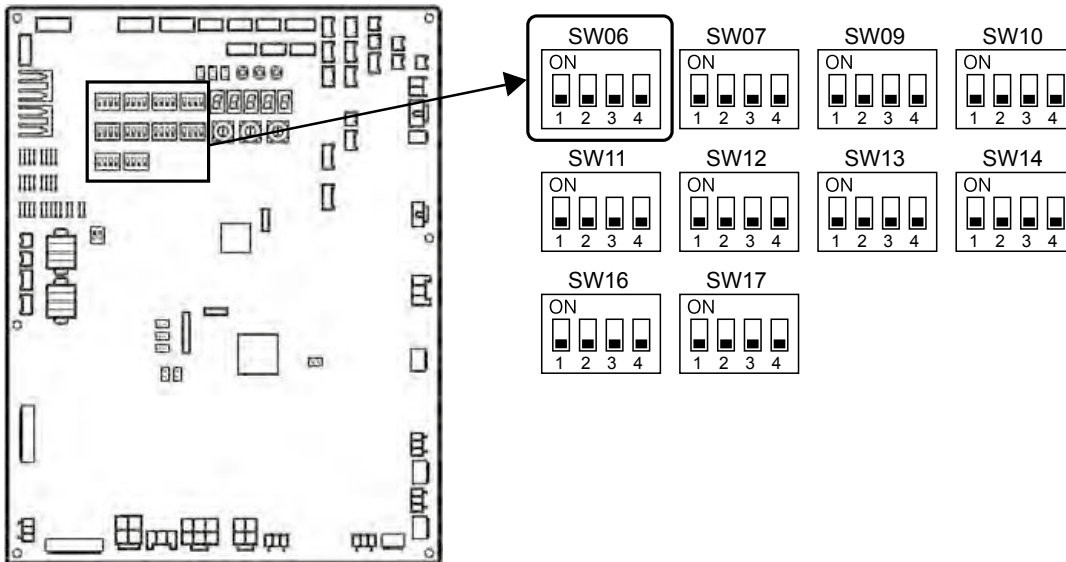 SW06 SW07 SW09 SW10
ON ON ON ON
1 2 3 4 1 2 3 4 1 2 3 4 1 2 3 4
SW11 SW12 SW13 SW14
ON ON ON ON
1 2 3 4 1 2 3 4 1 2 3 4 1 2 3 4
SW16 SW17
ON ON
1 2 3 4 1 2 3 4